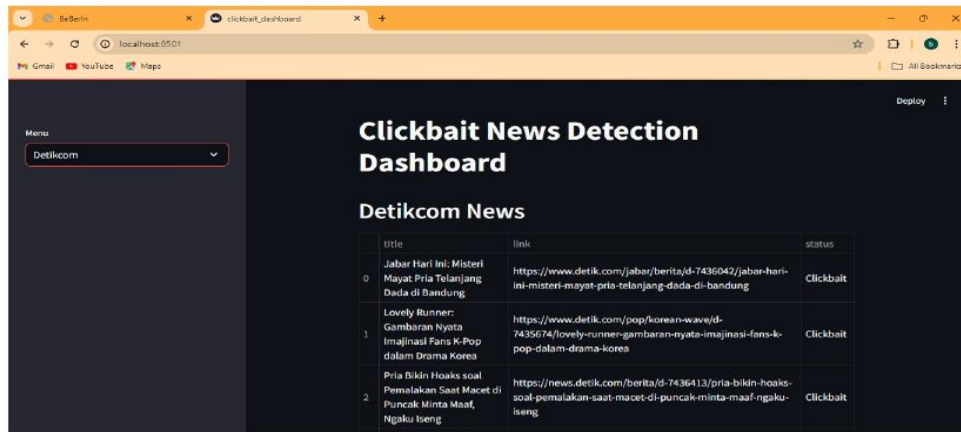 BeBerin
clickbait_dashboard
localhost:8501
Gmail YouTube Maps
All Bookmarks
Deploy
Menu
Detikcom
Clickbait News Detection
Dashboard
Detikcom News
title link status
0 Jabar Hari Ini: Misteri Mayat Pria Telanjang Dada di Bandung https://www.detik.com/jabar/berita/d-7436042/jabar-hari-ini-misteri-mayat-pria-telanjang-dada-di-bandung Clickbait
1 Lovely Runner: Gambaran Nyata Imajinasi Fans K-Pop dalam Drama Korea https://www.detik.com/pop/korean-wave/d-7435674/lovely-runner-gambaran-nyata-imajinasi-fans-k-pop-dalam-drama-korea Clickbait
2 Pria Bikin Hoaks soal Pemalakan Saat Macet di Puncak Minta Maaf, Ngaku Iseng https://news.detik.com/berita/d-7436413/pria-bikin-hoaks-soal-pemalakan-saat-macet-di-puncak-minta-maaf-ngaku-iseng Clickbait